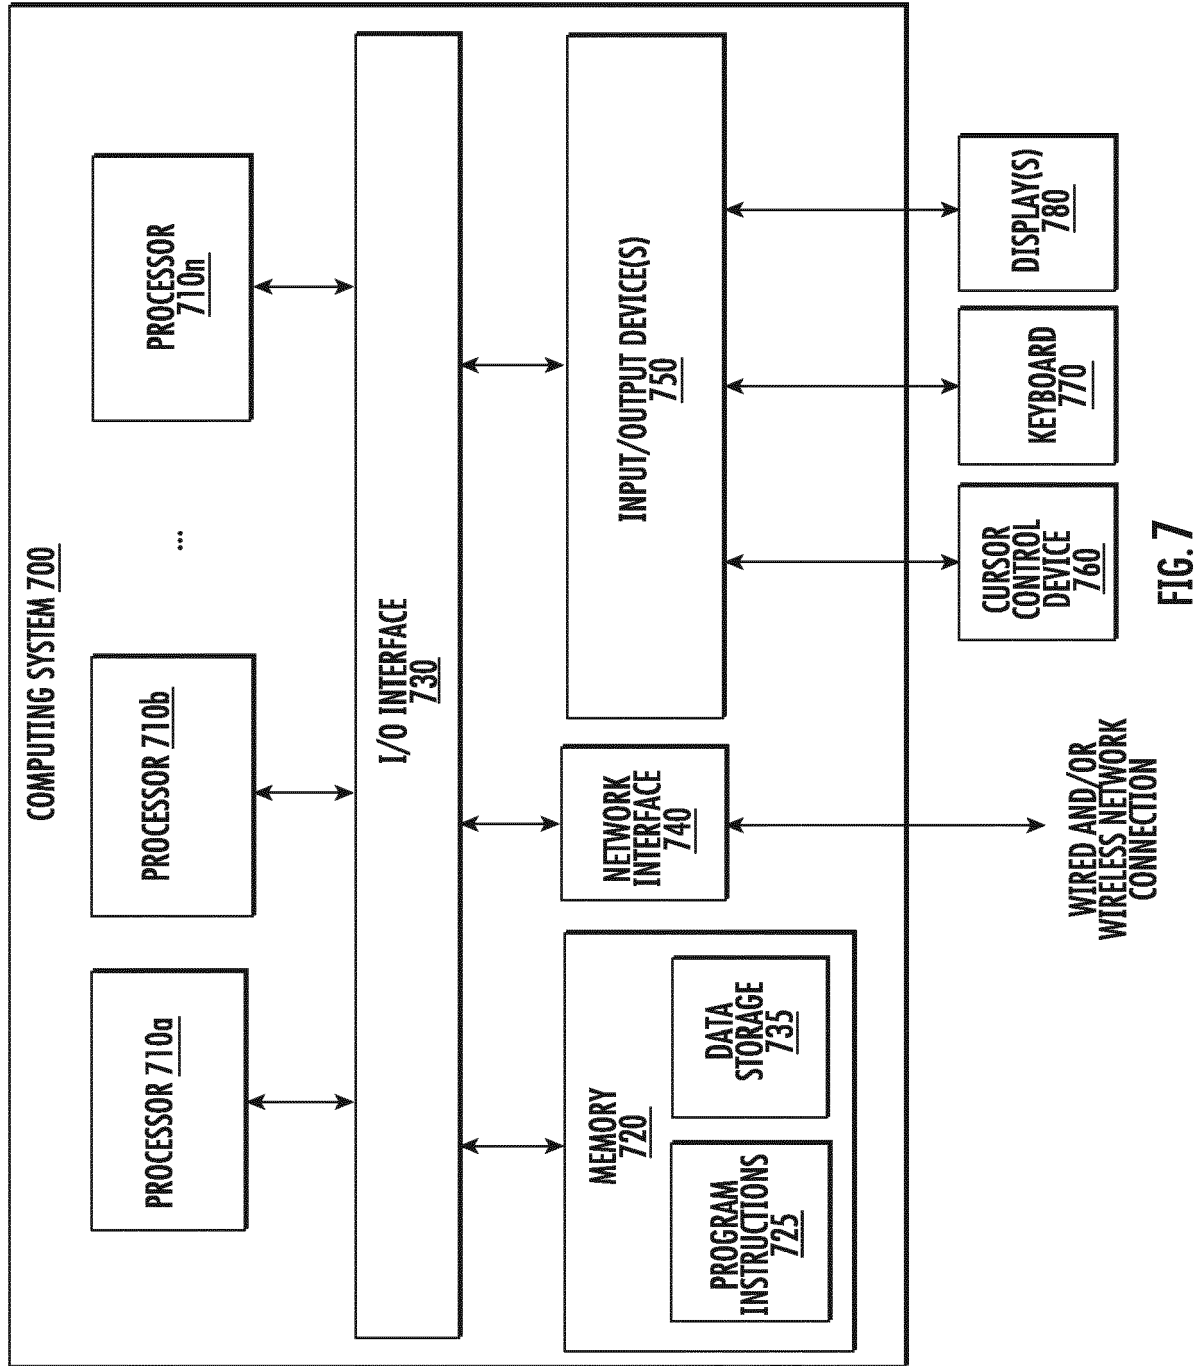 COMPUTING SYSTEM 700
PROCESSOR 710a
PROCESSOR 710b
...
PROCESSOR
710n
I/O INTERFACE
730
MEMORY
720
PROGRAM
INSTRUCTIONS
725
DATA
STORAGE
735
NETWORK
INTERFACE
740
INPUT/OUTPUT DEVICE(S)
750
WIRED AND/OR
WIRELESS NETWORK
CONNECTION
CURSOR
CONTROL
DEVICE
760
KEYBOARD
770
DISPLAY(S)
780
FIG. 7